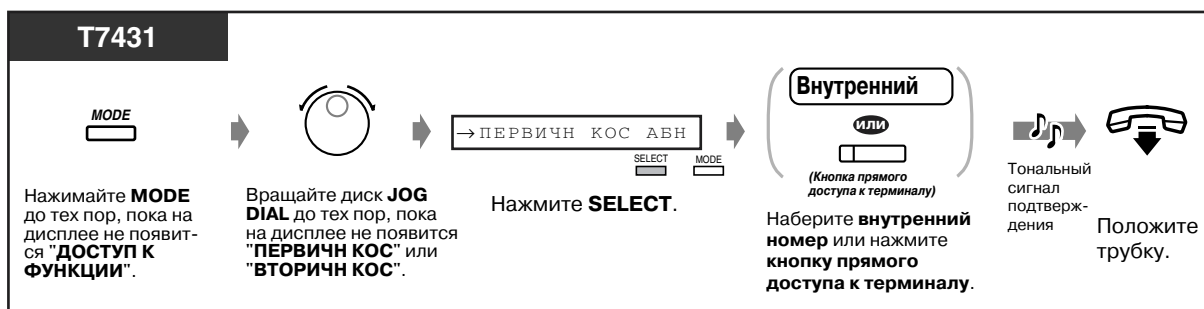 T7431
MODE
Нажимайте MODE
до тех пор, пока на
дисплее не появит-
ся "ДОСТУП К
ФУНКЦИИ".
Вращайте диск JOG
DIAL до тех пор, пока
на дисплее не появится
"ПЕРВИЧН КОС" или
"ВТОРИЧН КОС".
→ПЕРВИЧН КОС АБН
SELECT MODE
Нажмите SELECT.
Внутренний
или
(Кнопка прямого
доступа к терминалу)
Наберите внутренний
номер или нажмите
кнопку прямого
доступа к терминалу.
Тональный
сигнал
подтверж-
дения
Положите
трубку.